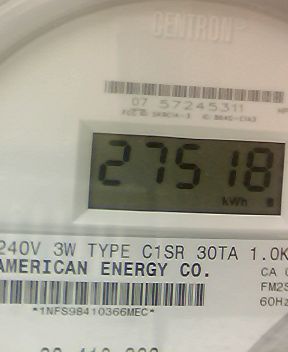 CENTRON
07 57245311
27518
kWh
240V 3W TYPE C1SR 30TA 1.0K
AMERICAN ENERGY CO.
CA
FM2S
60Hz
*1NFS98410366MEC*